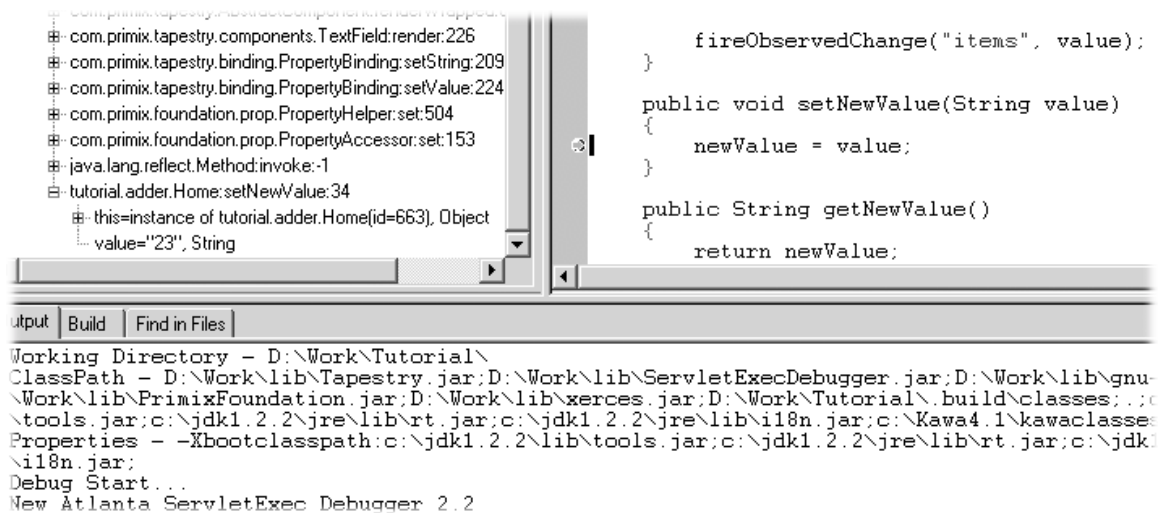 com.primix.tapestry.components.TextField:render:226
com.primix.tapestry.binding.PropertyBinding:setString:209
com.primix.tapestry.binding.PropertyBinding:setValue:224
com.primix.foundation.prop.PropertyHelper:set:504
com.primix.foundation.prop.PropertyAccessor:set:153
java.lang.reflect.Method:invoke:-1
tutorial.adder.Home:setNewValue:34
this=instance of tutorial.adder.Home(id=663), Object
value="23", String
fireObservedChange("items", value);
}
public void setNewValue(String value)
{
newValue = value;
}
public String getNewValue()
{
return newValue;
utput Build Find in Files
Working Directory - D:\Work\Tutorial\
ClassPath - D:\Work\lib\Tapestry.jar;D:\Work\lib\ServletExecDebugger.jar;D:\Work\lib\gnu-
\Work\lib\PrimixFoundation.jar;D:\Work\lib\xerces.jar;D:\Work\Tutorial\.build\classes;.;c
\tools.jar;c:\jdk1.2.2\jre\lib\rt.jar;c:\jdk1.2.2\jre\lib\i18n.jar;c:\Kawa4.1\kawaclasses
Properties - -Xbootclasspath:c:\jdk1.2.2\lib\tools.jar;c:\jdk1.2.2\jre\lib\rt.jar;c:\jdk1
\i18n.jar;
Debug Start...
New Atlanta ServletExec Debugger 2.2